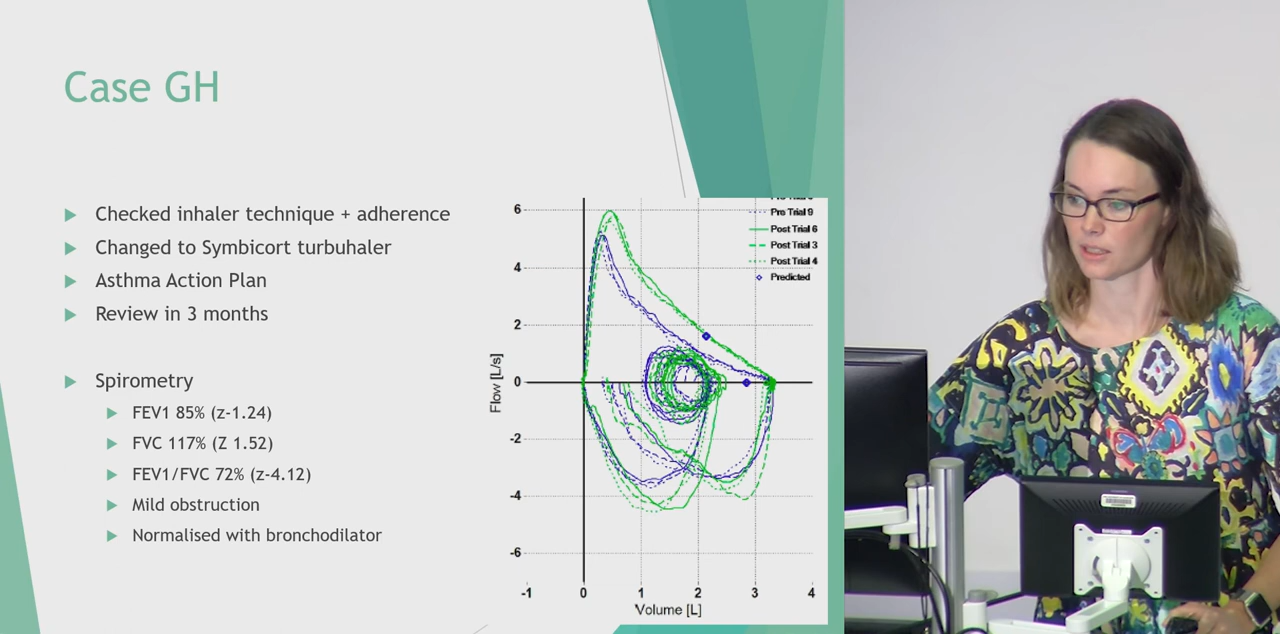 Case GH
Checked inhaler technique + adherence
Changed to Symbicort turbuhaler
Asthma Action Plan
Review in 3 months
Spirometry
FEV1 85% (z-1.24)
FVC 117% (Z 1.52)
FEV1/FVC 72% (z-4.12)
Mild obstruction
Normalised with bronchodilator
Pre Trial 9
Post Trial 6
Post Trial 3
Post Trial 4
Predicted
6
4
2
0
-2
-4
-6
Flow [L/s]
-1 0 1 2 3 4
Volume [L]